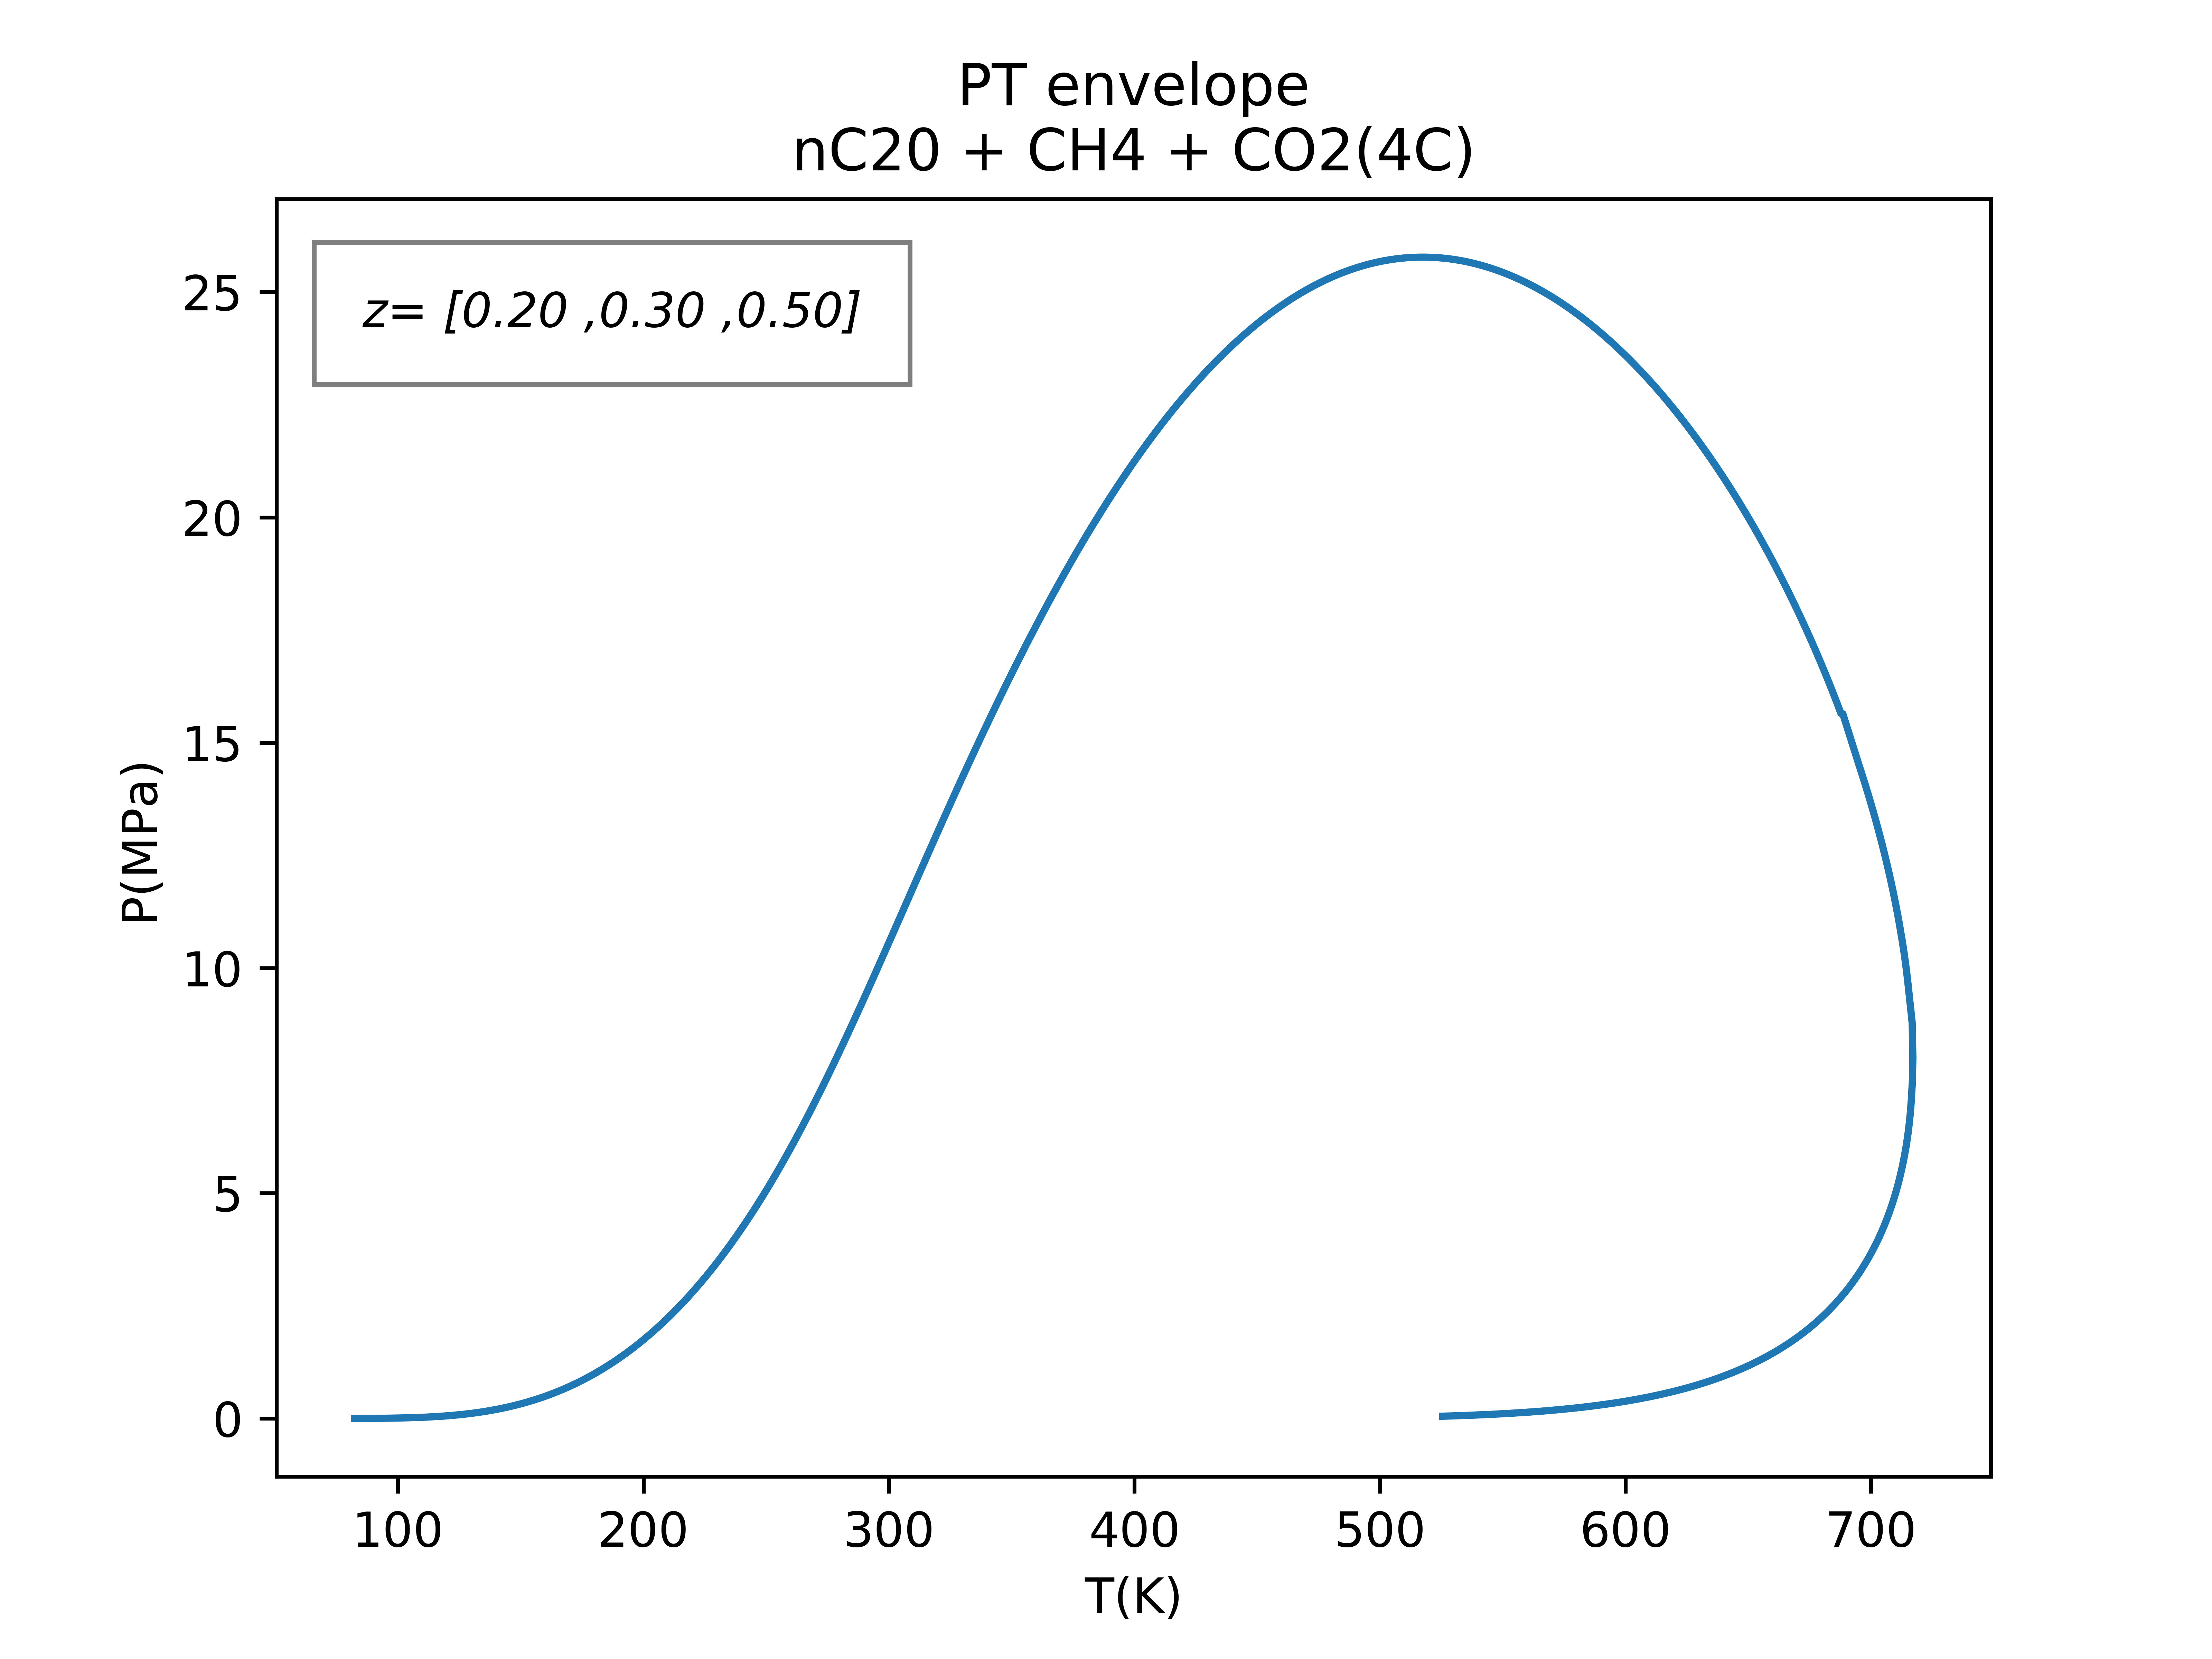 PT envelope
nC20 + CH4 + CO2(4C)
z= [0.20 ,0.30 ,0.50]
P(MPa)
25
20
15
10
5
0
100 200 300 400 500 600 700
T(K)